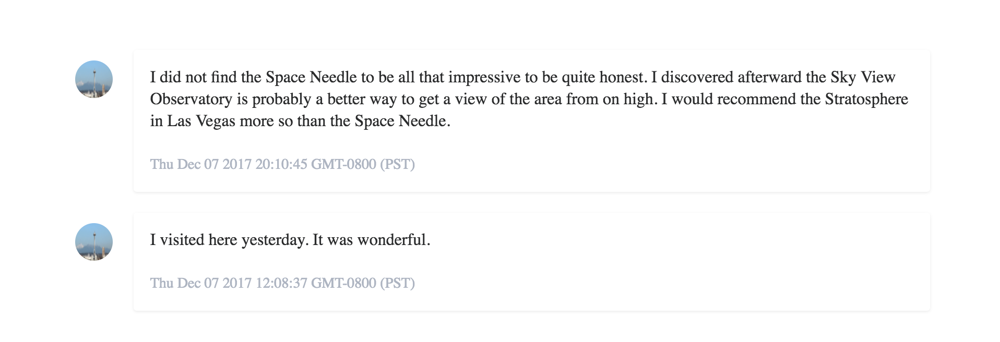 I did not find the Space Needle to be all that impressive to be quite honest. I discovered afterward the Sky View
Observatory is probably a better way to get a view of the area from on high. I would recommend the Stratosphere
in Las Vegas more so than the Space Needle.
Thu Dec 07 2017 20:10:45 GMT-0800 (PST)
I visited here yesterday. It was wonderful.
Thu Dec 07 2017 12:08:37 GMT-0800 (PST)